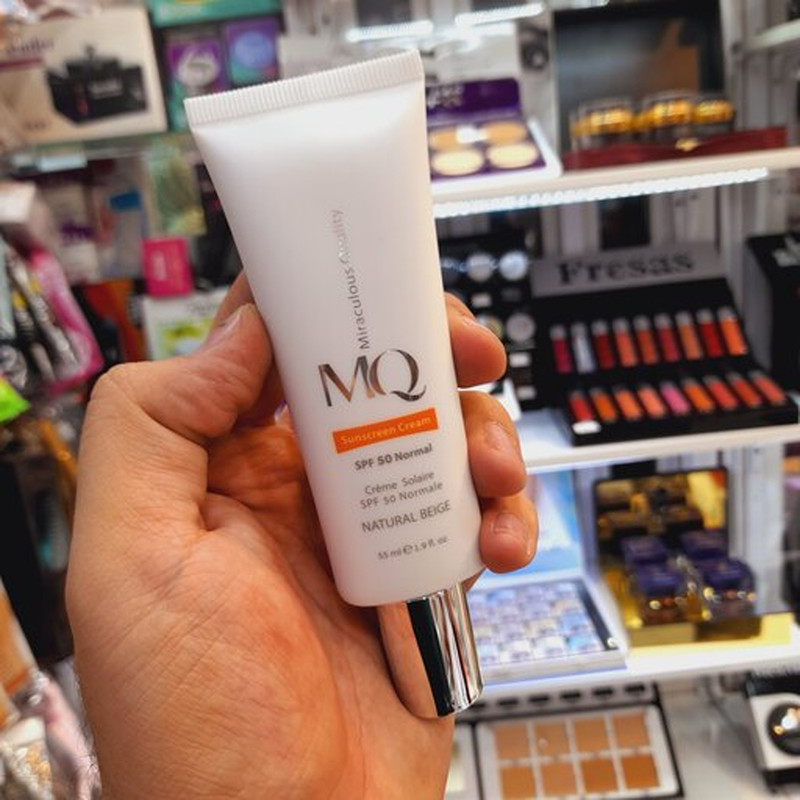 Miraculous Quality
MQ
Sunscreen Cream
SPF 50 Normal
Crème Solaire
SPF 50 Normale
NATURAL BEIGE
55 ml ℮ 1.9 fl. oz
Fresas